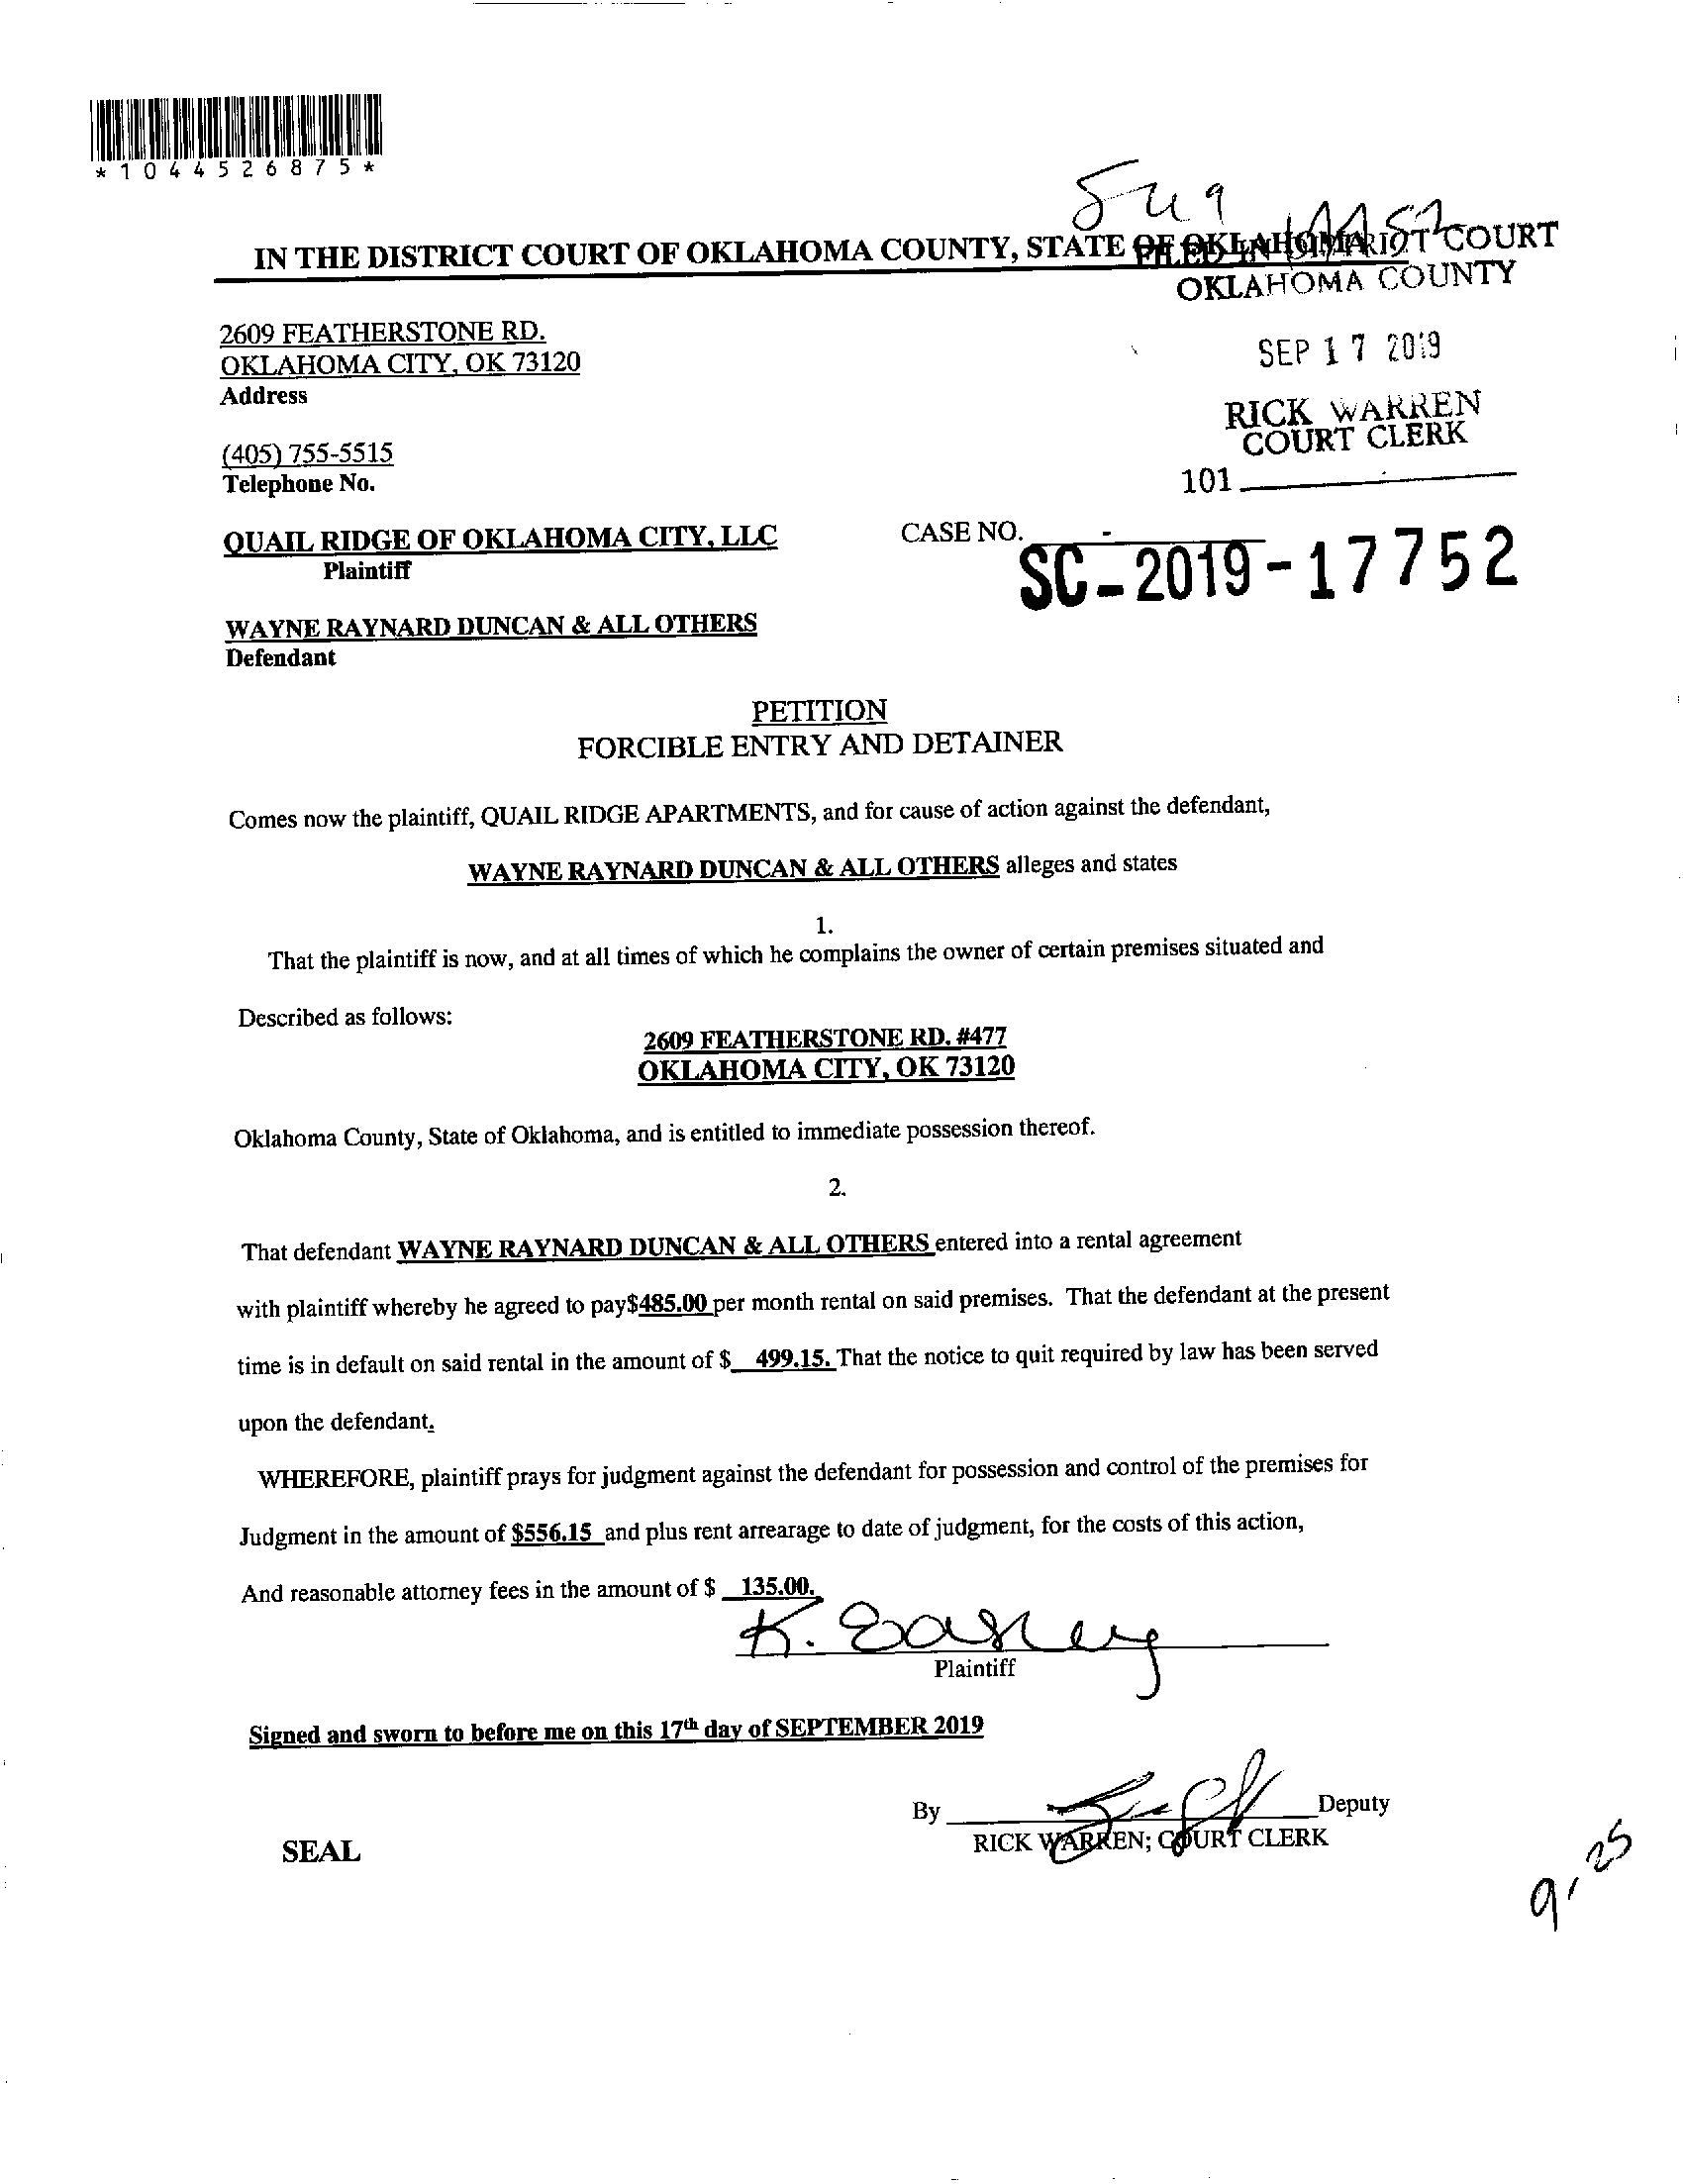 *1044526875*
IN THE DISTRICT COURT OF OKLAHOMA COUNTY, STATE OF OKLAHOMA
FILED IN DISTRICT COURT
OKLAHOMA COUNTY
2609 FEATHERSTONE RD.
OKLAHOMA CITY, OK 73120
Address
SEP 17 2019
RICK WARREN
COURT CLERK
(405) 755-5515
Telephone No.
101
QUAIL RIDGE OF OKLAHOMA CITY, LLC
Plaintiff
CASE NO.
SC-2019-17752
WAYNE RAYNARD DUNCAN & ALL OTHERS
Defendant
PETITION
FORCIBLE ENTRY AND DETAINER
Comes now the plaintiff, QUAIL RIDGE APARTMENTS, and for cause of action against the defendant,
WAYNE RAYNARD DUNCAN & ALL OTHERS alleges and states
1.
That the plaintiff is now, and at all times of which he complains the owner of certain premises situated and
Described as follows:
2609 FEATHERSTONE RD. #477
OKLAHOMA CITY, OK 73120
Oklahoma County, State of Oklahoma, and is entitled to immediate possession thereof.
2.
That defendant WAYNE RAYNARD DUNCAN & ALL OTHERS entered into a rental agreement
with plaintiff whereby he agreed to pay$485.00 per month rental on said premises. That the defendant at the present
time is in default on said rental in the amount of $ 499.15. That the notice to quit required by law has been served
upon the defendant.
WHEREFORE, plaintiff prays for judgment against the defendant for possession and control of the premises for
Judgment in the amount of $556.15 and plus rent arrearage to date of judgment, for the costs of this action,
And reasonable attorney fees in the amount of $ 135.00.
K. Easley
Plaintiff
Signed and sworn to before me on this 17th day of SEPTEMBER 2019
By Deputy
RICK WARREN; COURT CLERK
SEAL